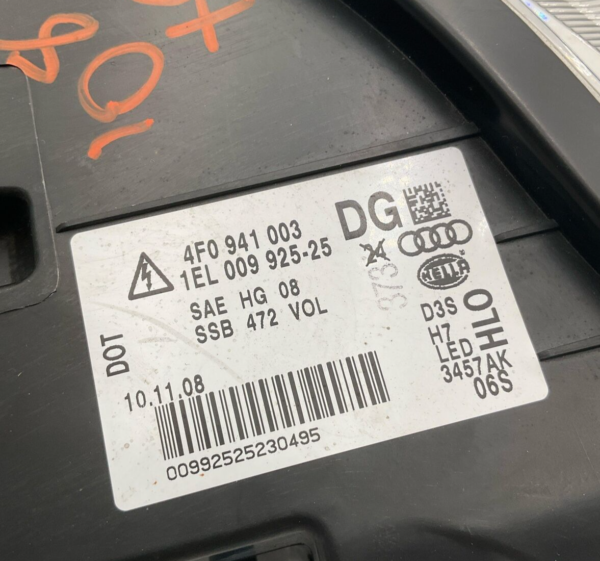 4F0 941 003
1EL 009 925-25
SAE HG 08
SSB 472 VOL
DG
HELLA
D3S
H7
LED
HLO
3457AK
06S
DOT
10.11.08
00992525230495